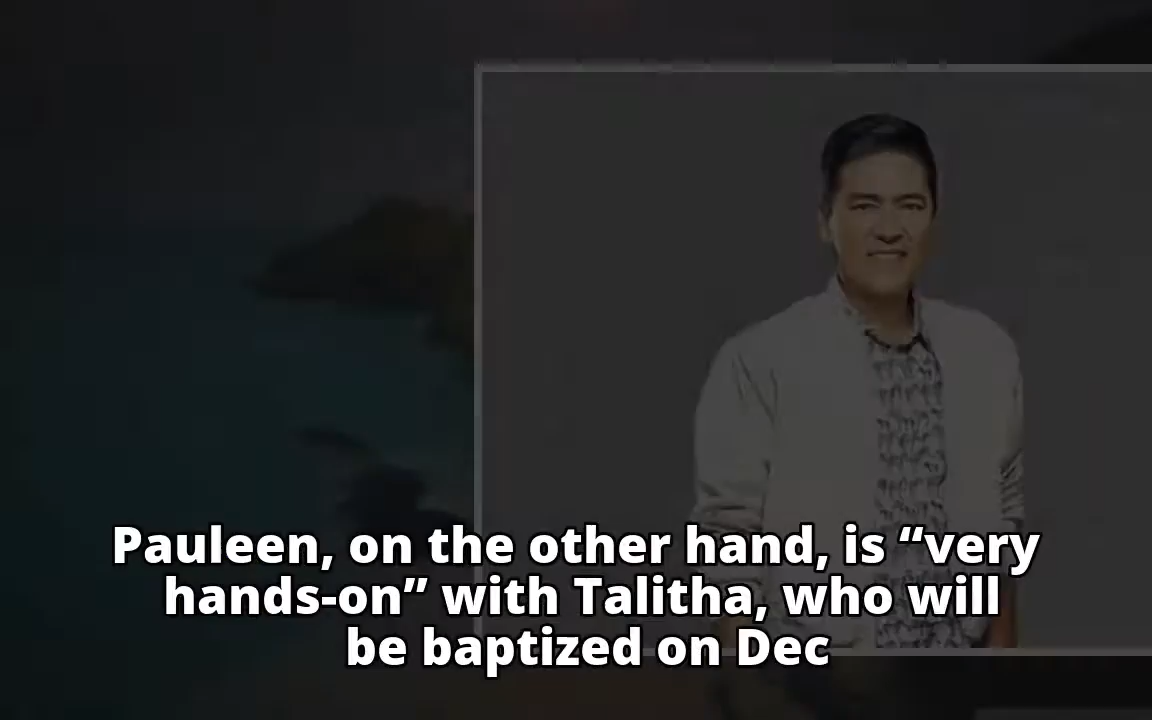 Pauleen, on the other hand, is “very
hands-on” with Talitha, who will
be baptized on Dec